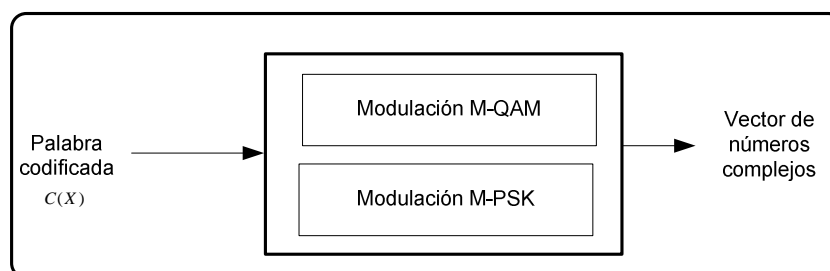 Palabra
codificada
C(X)
Modulación M-QAM
Modulación M-PSK
Vector de
números
complejos